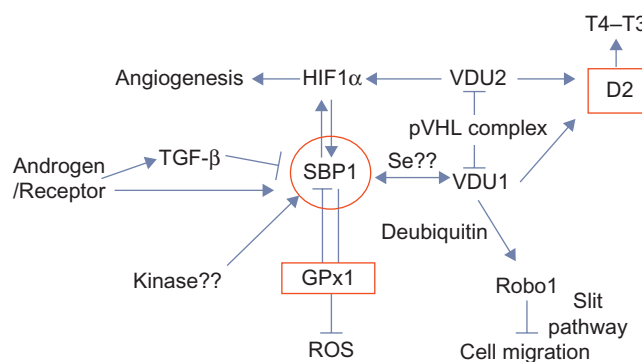 T4–T3
Angiogenesis
HIF1α
VDU2
D2
pVHL complex
TGF-β
Androgen
/Receptor
SBP1
Se??
VDU1
Deubiquitin
Kinase??
GPx1
Robo1
Slit
pathway
ROS
Cell migration